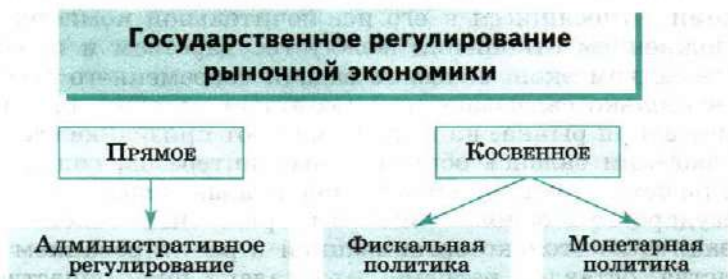 Государственное регулирование
рыночной экономики
Прямое
Косвенное
Административное
регулирование
Фискальная
политика
Монетарная
политика